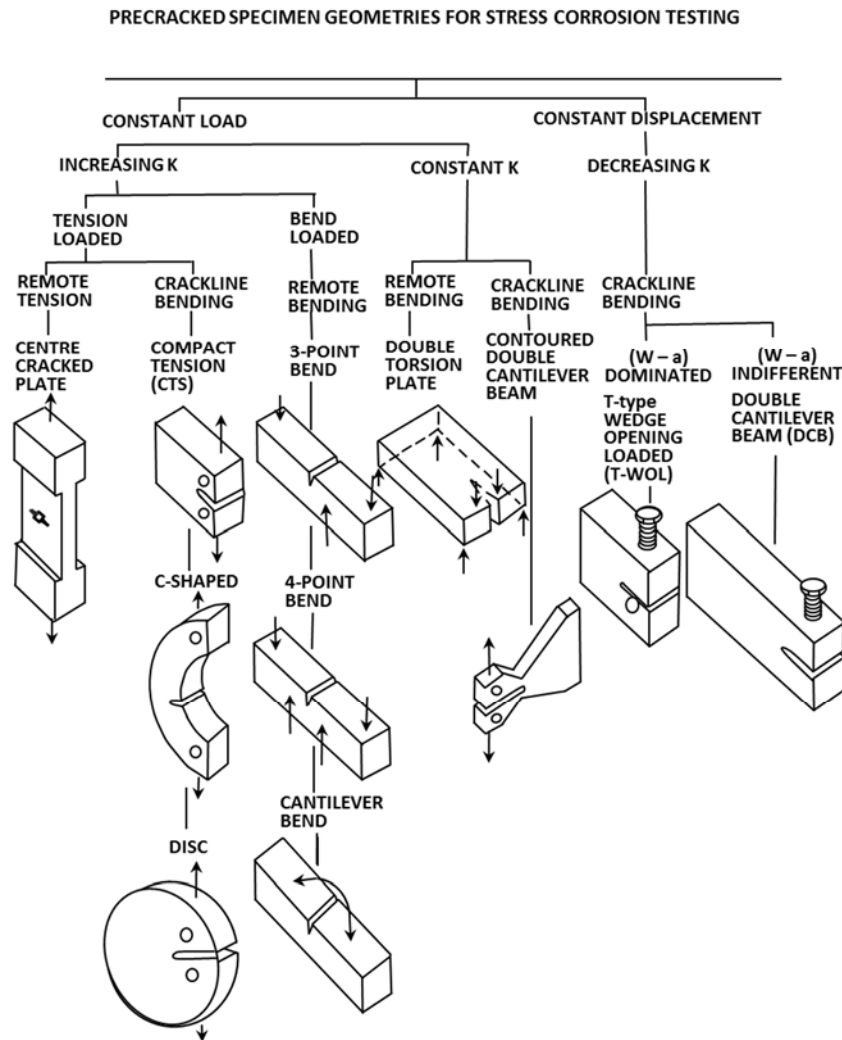 PRECRACKED SPECIMEN GEOMETRIES FOR STRESS CORROSION TESTING
CONSTANT LOAD
CONSTANT DISPLACEMENT
INCREASING K
CONSTANT K
DECREASING K
TENSION
LOADED
BEND
LOADED
REMOTE
TENSION
CRACKLINE
BENDING
REMOTE
BENDING
REMOTE
BENDING
CRACKLINE
BENDING
CRACKLINE
BENDING
CENTRE
CRACKED
PLATE
COMPACT
TENSION
(CTS)
3-POINT
BEND
DOUBLE
TORSION
PLATE
CONTOURED
DOUBLE
CANTILEVER
BEAM
(W – a)
DOMINATED
(W – a)
INDIFFERENT
T-type
WEDGE
OPENING
LOADED
(T-WOL)
DOUBLE
CANTILEVER
BEAM (DCB)
C-SHAPED
4-POINT
BEND
CANTILEVER
BEND
DISC